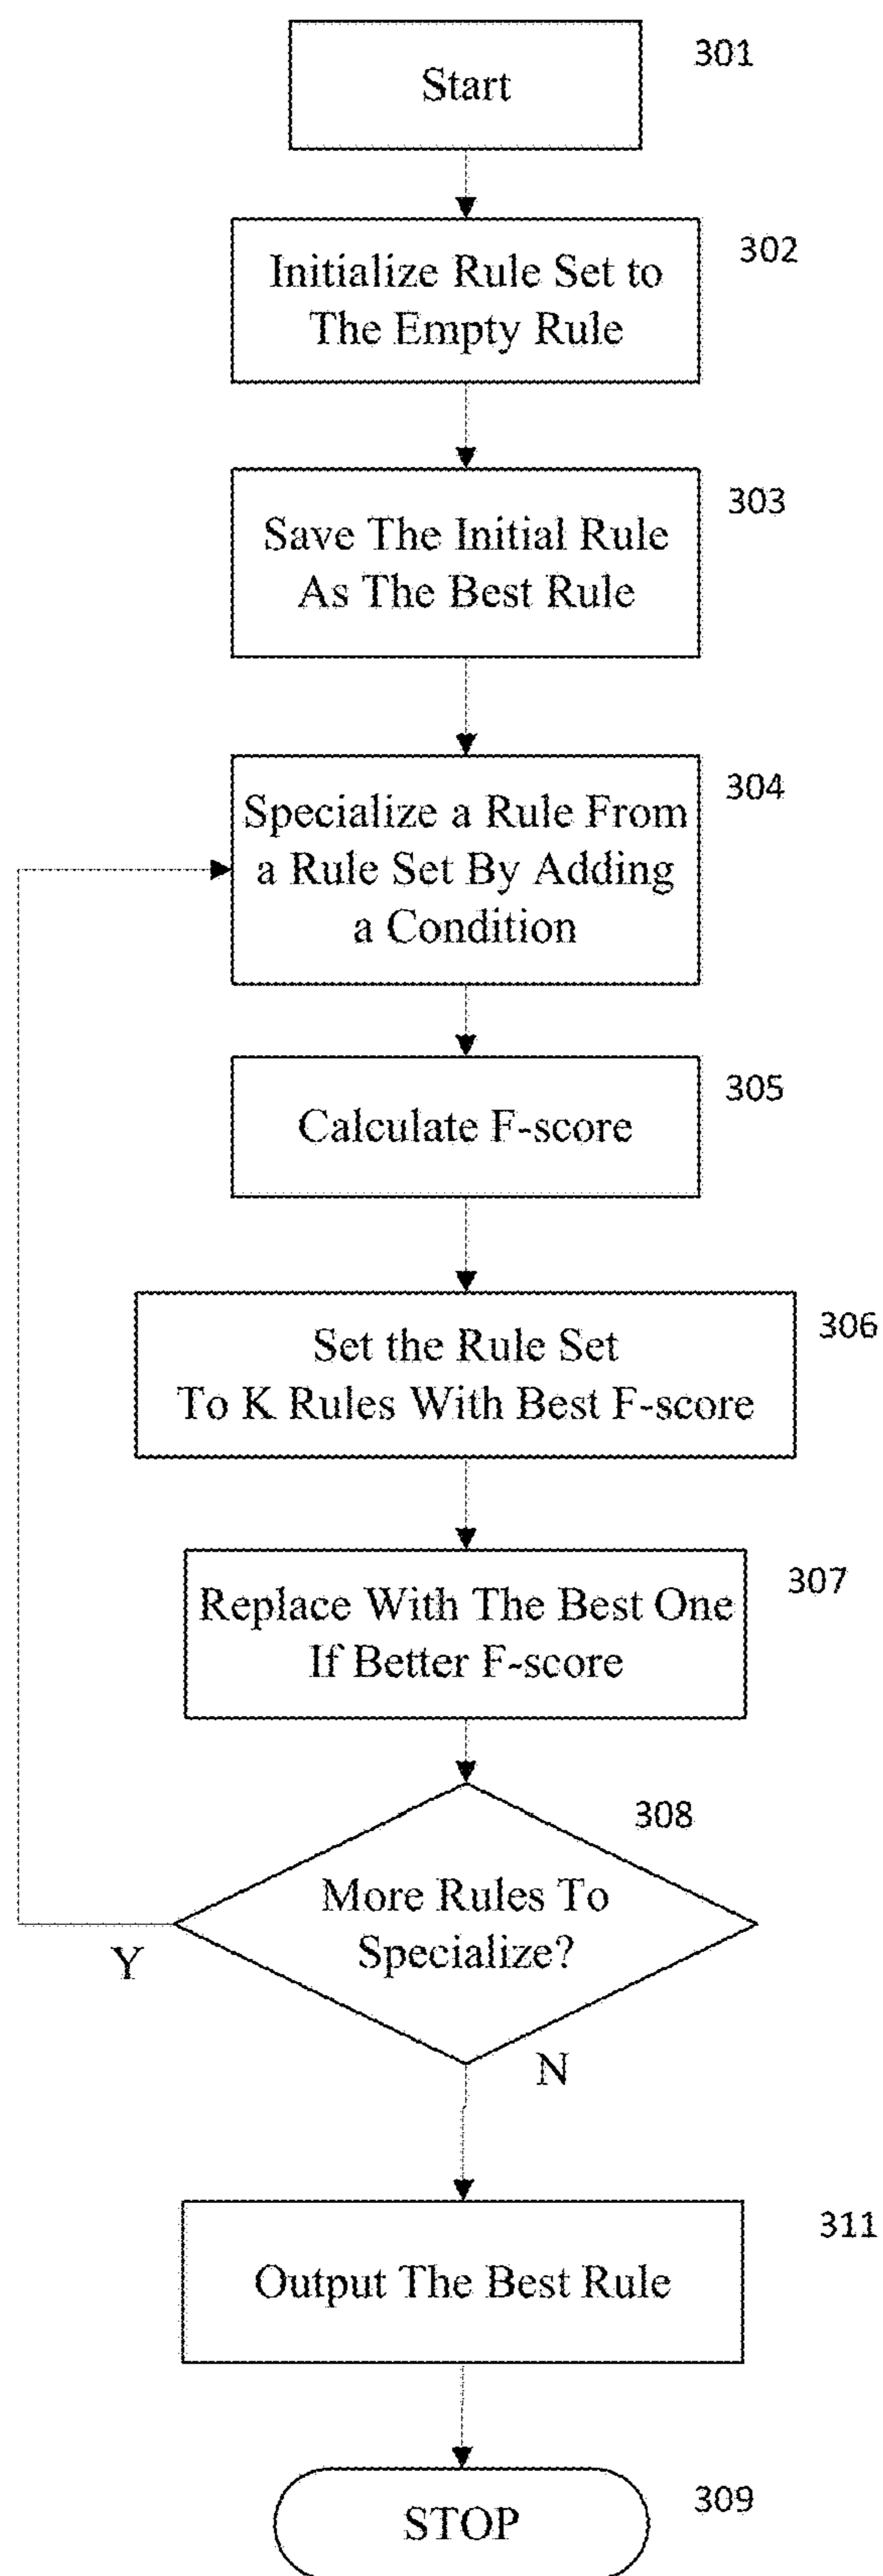 301
Start
302
Initialize Rule Set to
The Empty Rule
303
Save The Initial Rule
As The Best Rule
304
Specialize a Rule From
a Rule Set By Adding
a Condition
305
Calculate F-score
306
Set the Rule Set
To K Rules With Best F-score
307
Replace With The Best One
If Better F-score
308
More Rules To
Specialize?
Y
N
311
Output The Best Rule
309
STOP